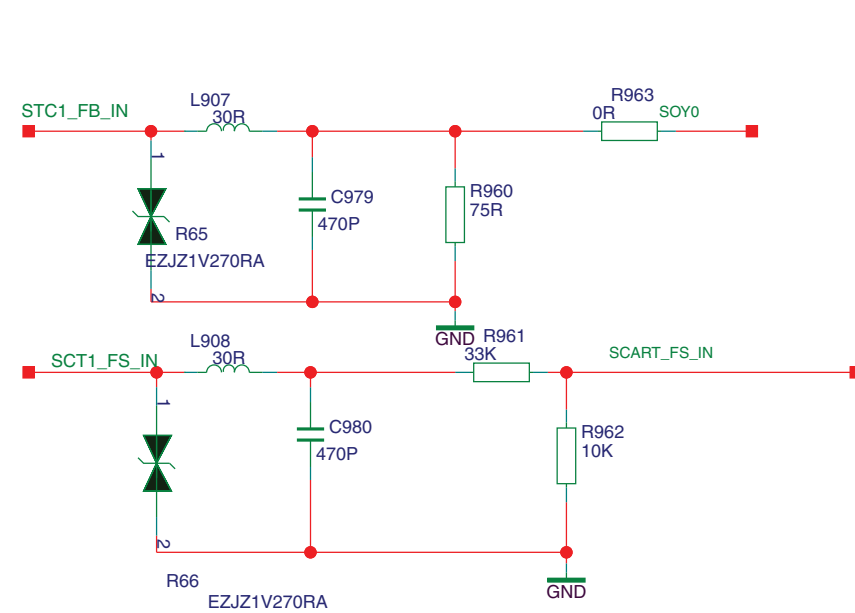 L907
30R
STC1_FB_IN
R963
0R
SOY0
1
R65
EZJZ1V270RA
2
C979
470P
R960
75R
GND
L908
30R
SCT1_FS_IN
R961
33K
SCART_FS_IN
1
C980
470P
R962
10K
2
R66
EZJZ1V270RA
GND